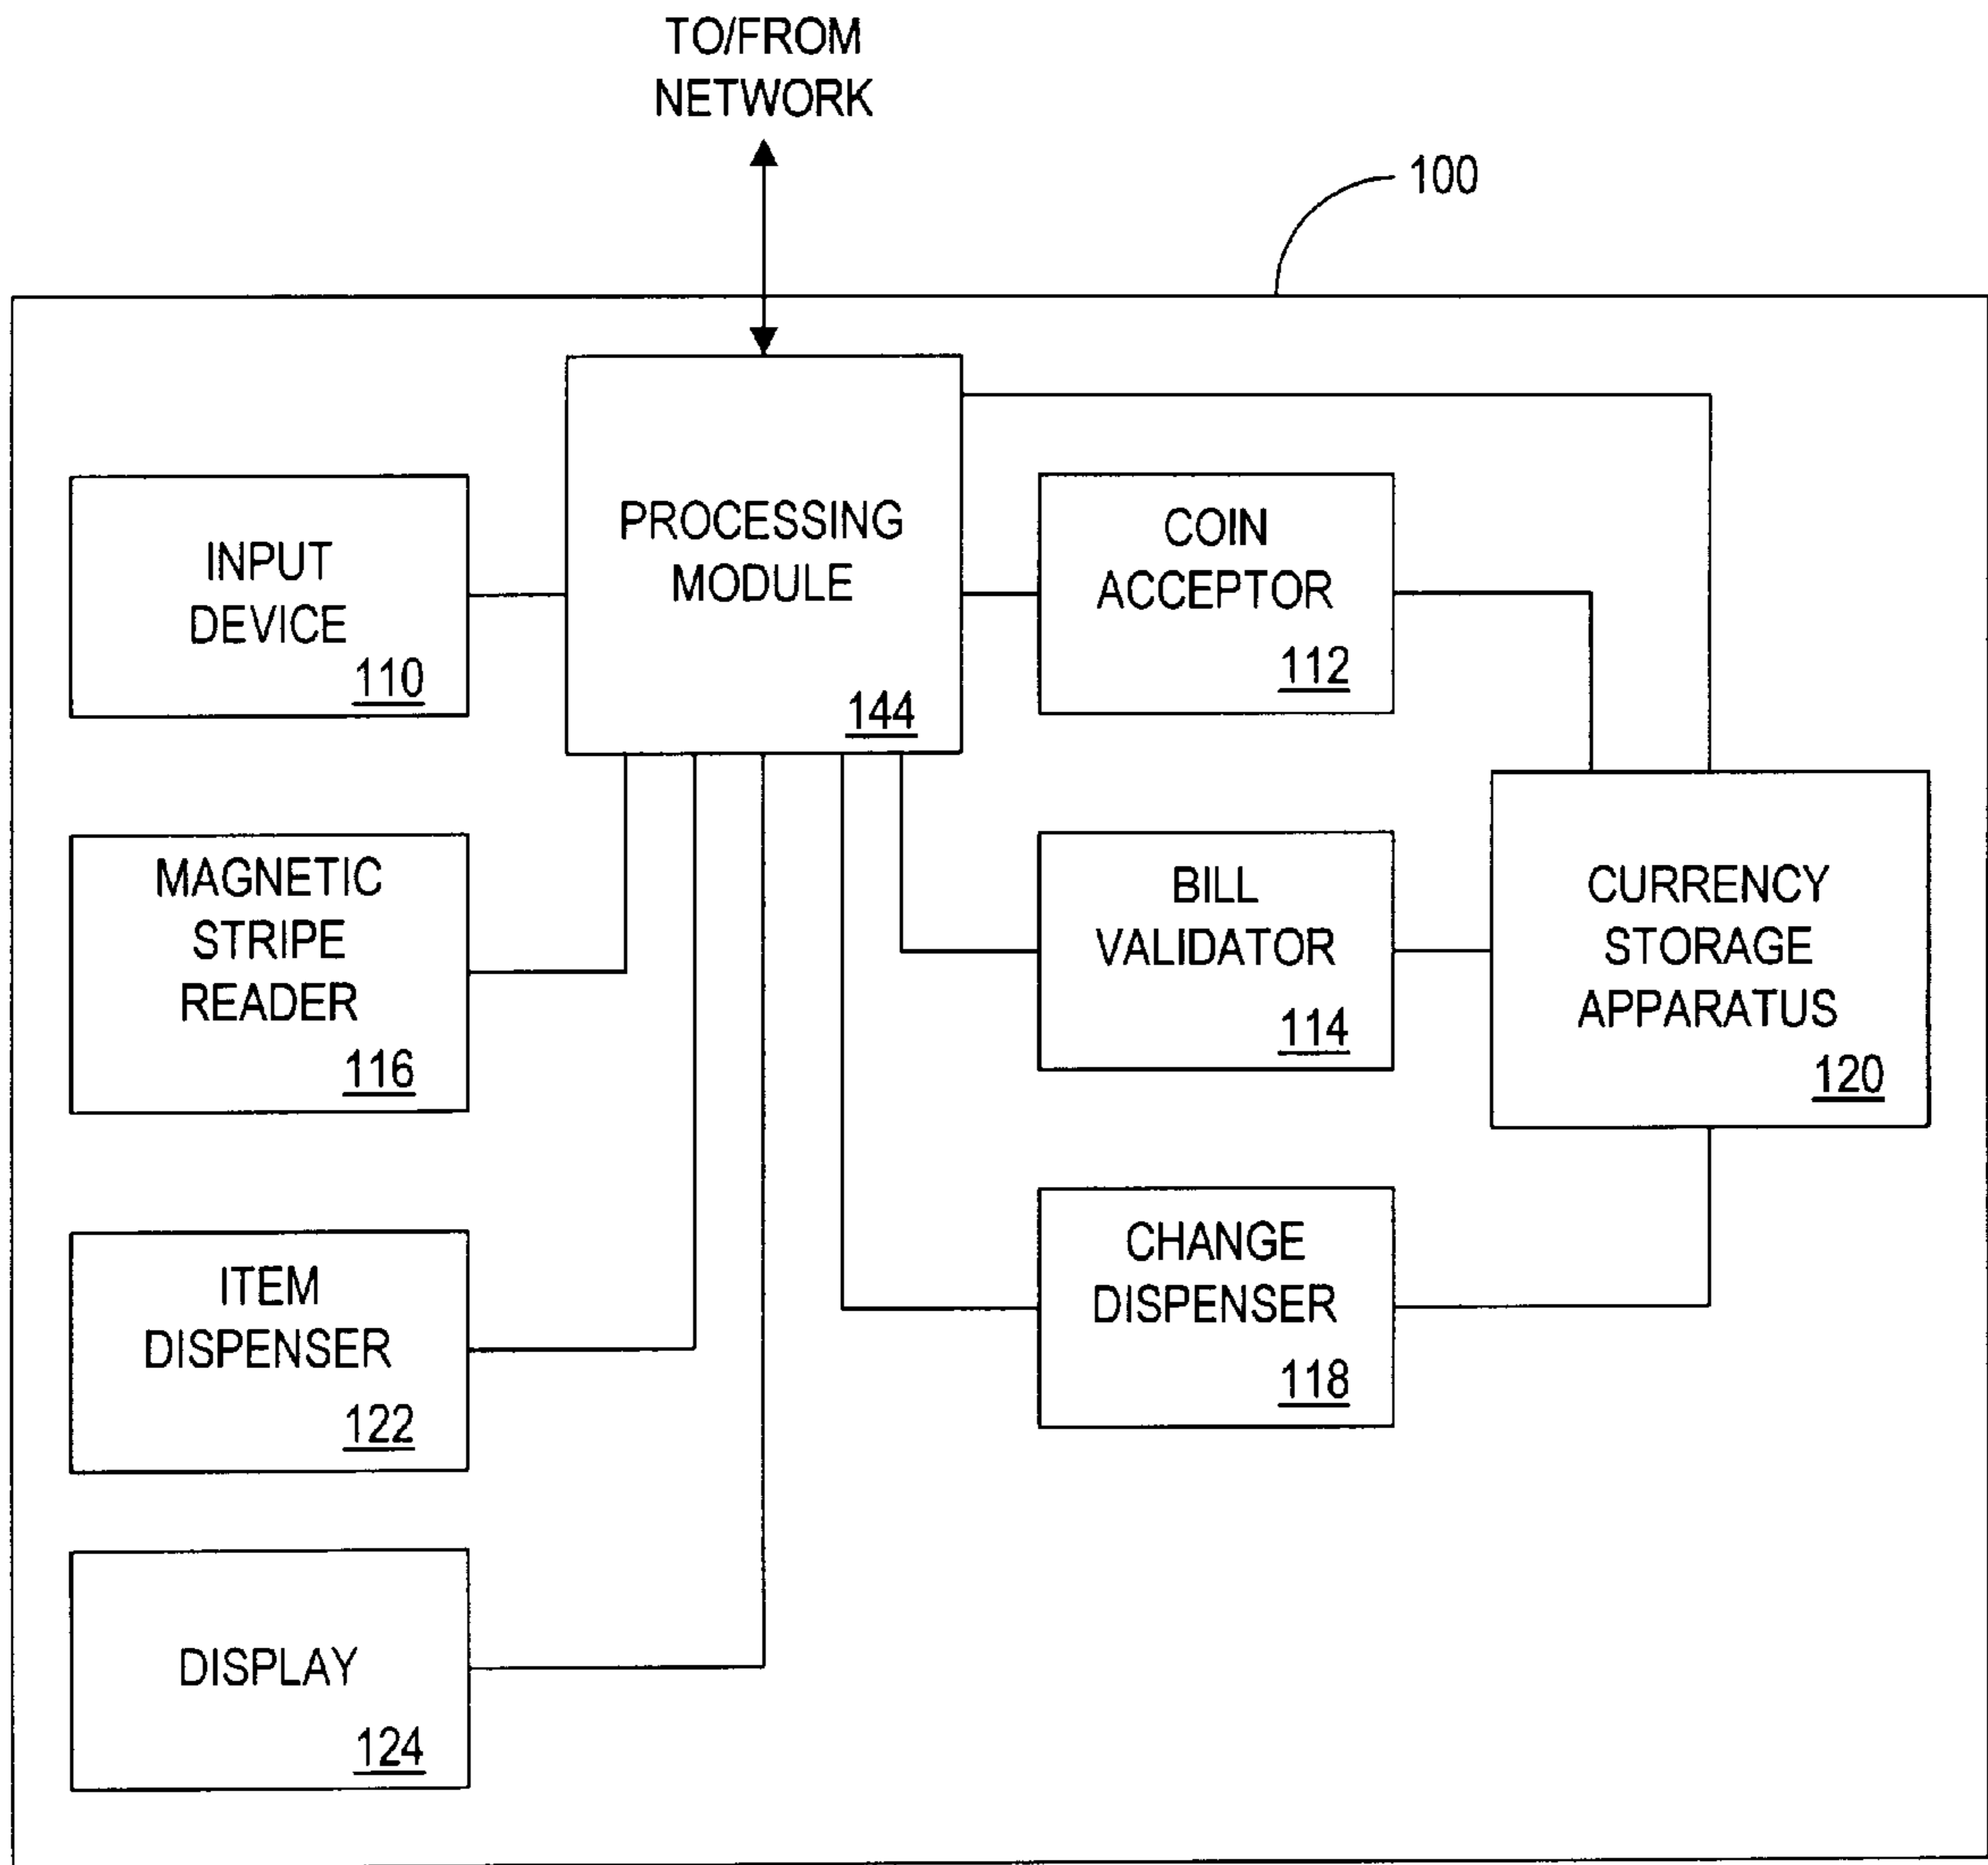 TO/FROM
NETWORK
100
PROCESSING
MODULE
144
INPUT
DEVICE
110
COIN
ACCEPTOR
112
MAGNETIC
STRIPE
READER
116
BILL
VALIDATOR
114
CURRENCY
STORAGE
APPARATUS
120
ITEM
DISPENSER
122
CHANGE
DISPENSER
118
DISPLAY
124